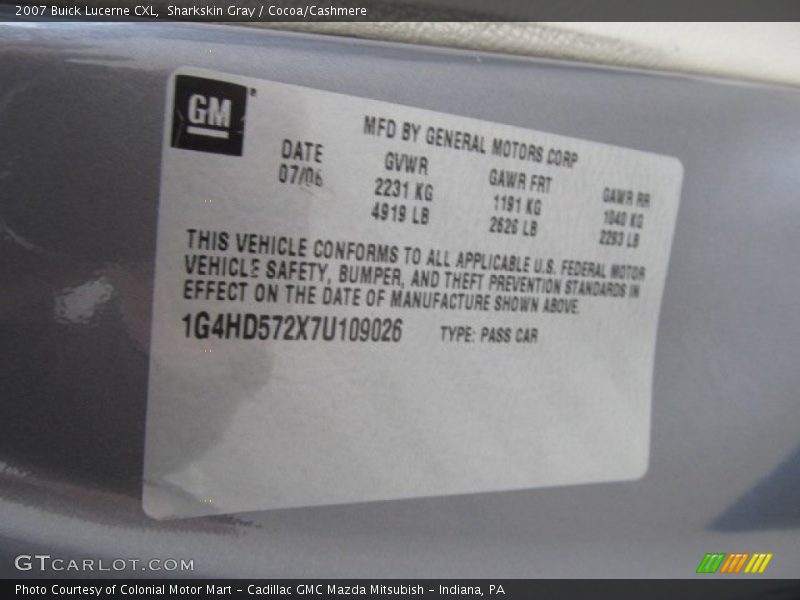 2007 Buick Lucerne CXL, Sharkskin Gray / Cocoa/Cashmere
GM
MFD BY GENERAL MOTORS CORP
DATE GVWR GAWR FRT GAWR RR
07/06 2231 KG 1191 KG 1040 KG
4919 LB 2626 LB 2293 LB
THIS VEHICLE CONFORMS TO ALL APPLICABLE U.S. FEDERAL MOTOR
VEHICLE SAFETY, BUMPER, AND THEFT PREVENTION STANDARDS IN
EFFECT ON THE DATE OF MANUFACTURE SHOWN ABOVE.
1G4HD572X7U109026 TYPE: PASS CAR
GTCARLOT.COM
Photo Courtesy of Colonial Motor Mart - Cadillac GMC Mazda Mitsubish - Indiana, PA